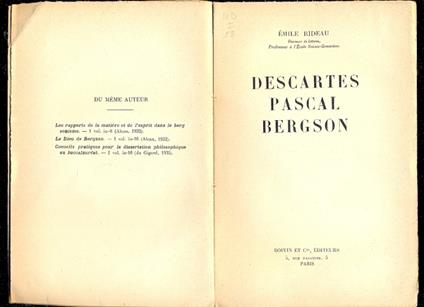 DU MÊME AUTEUR
Les rapports de la matière et de l'esprit dans le berg
sonisme. — 1 vol. in-8 (Alcan, 1932).
Le Dieu de Bergson. — 1 vol. in-16 (Alcan, 1932).
Conseils pratiques pour la dissertation philosophique
au baccalauréat. — 1 vol. in-16 (de Gigord, 1935).
ÉMILE RIDEAU
Docteur ès lettres,
Professeur à l'École Sainte-Geneviève
DESCARTES
PASCAL
BERGSON
BOIVIN ET Cie, ÉDITEURS
5, RUE PALATINE, 5
PARIS